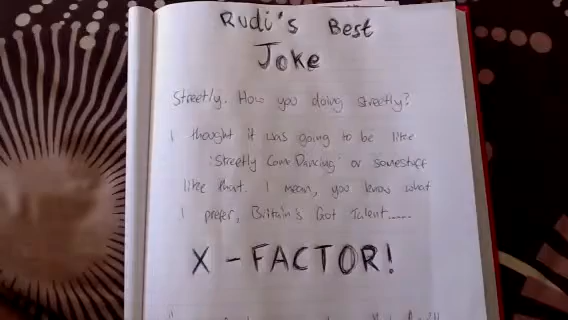 Rudi's Best
Joke
Streetly. How you doing streetly?
I thought it was going to be like
'Streetly Come Dancing' or somestuff
like that. I mean, you know what
I prefer, Britain's Got Talent.....
X-FACTOR!